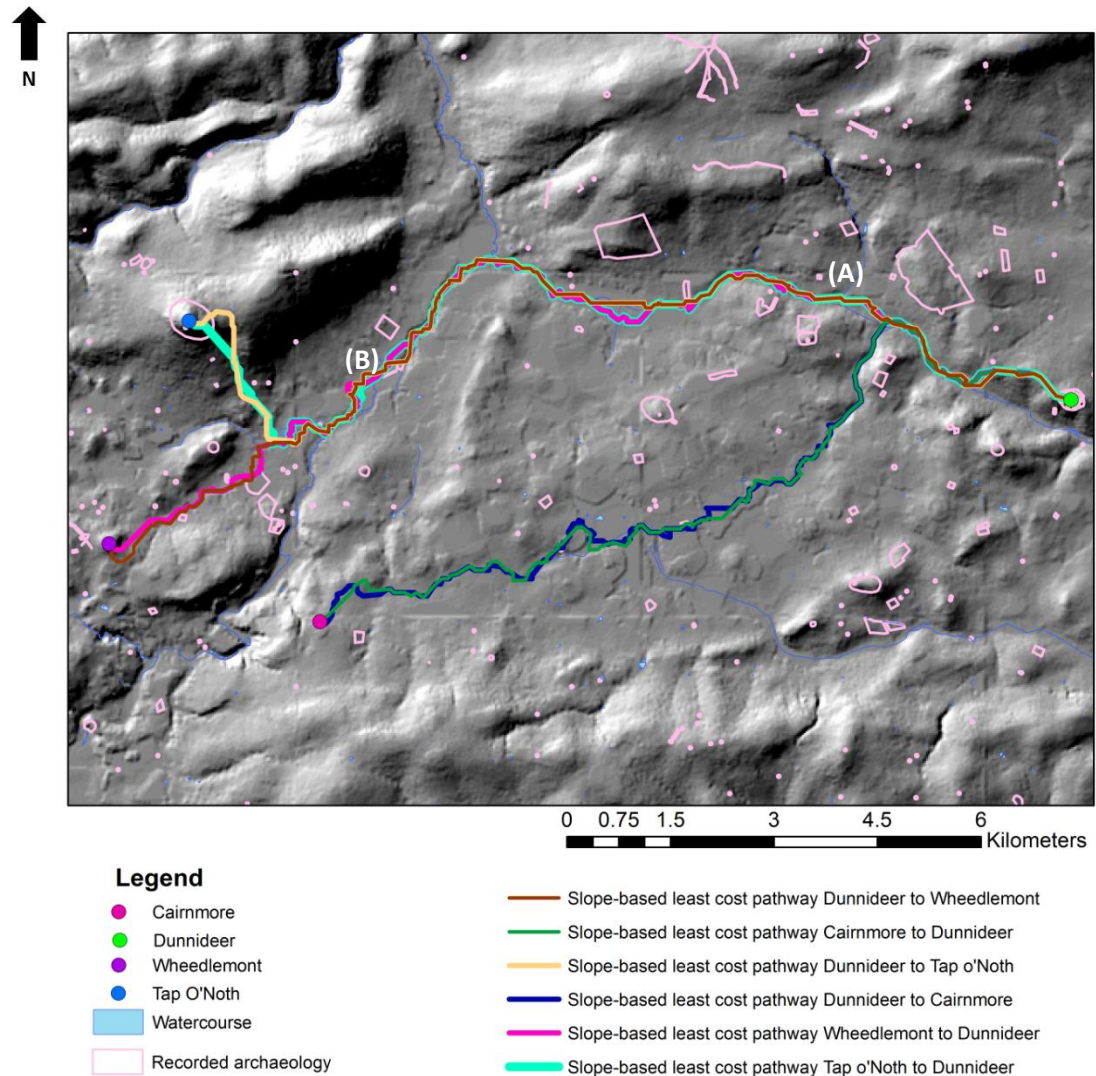 N
(A)
(B)
0 0.75 1.5 3 4.5 6
Kilometers
Legend
Cairnmore
Dunnideer
Wheedlemont
Tap O'Noth
Watercourse
Recorded archaeology
Slope-based least cost pathway Dunnideer to Wheedlemont
Slope-based least cost pathway Cairnmore to Dunnideer
Slope-based least cost pathway Dunnideer to Tap o'Noth
Slope-based least cost pathway Dunnideer to Cairnmore
Slope-based least cost pathway Wheedlemont to Dunnideer
Slope-based least cost pathway Tap o'Noth to Dunnideer